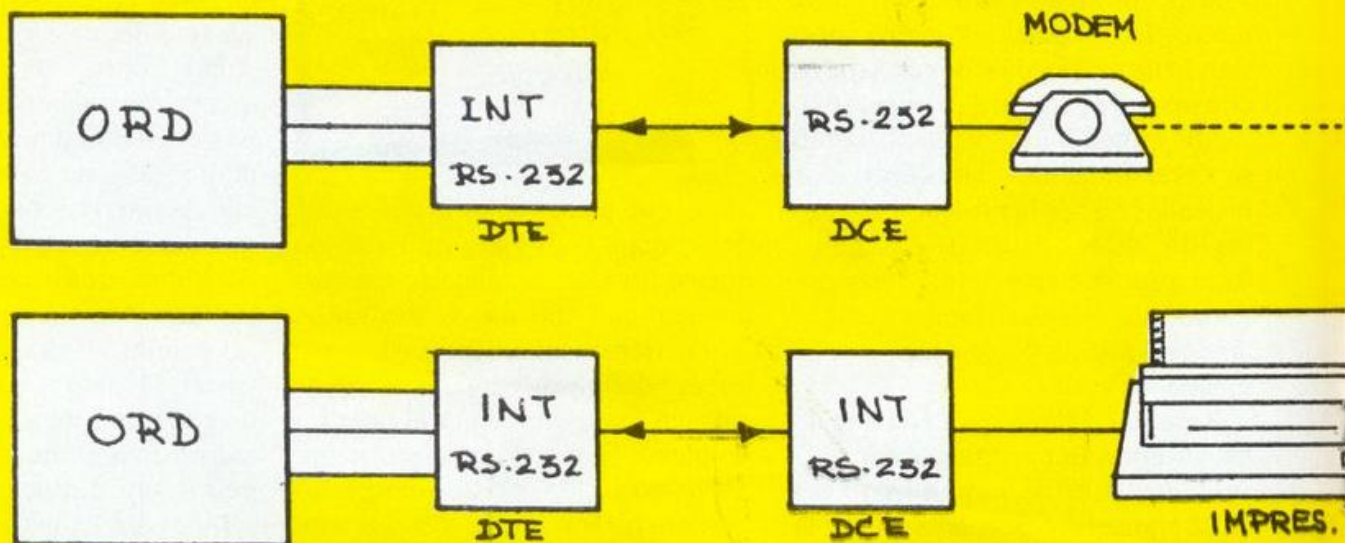 MODEM
ORD
INT
RS-232
DTE
RS-232
DCE
ORD
INT
RS-232
DTE
INT
RS-232
DCE
IMPRES.